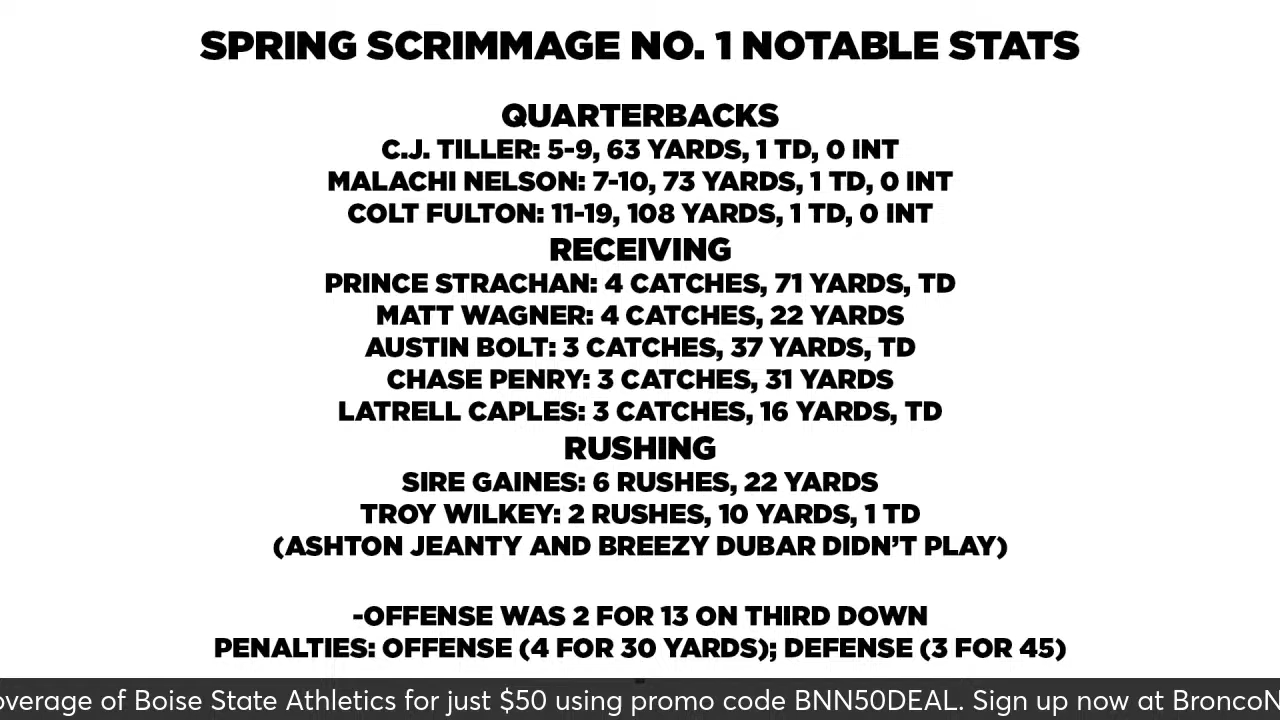 SPRING SCRIMMAGE NO. 1 NOTABLE STATS
QUARTERBACKS
C.J. TILLER: 5-9, 63 YARDS, 1 TD, 0 INT
MALACHI NELSON: 7-10, 73 YARDS, 1 TD, 0 INT
COLT FULTON: 11-19, 108 YARDS, 1 TD, 0 INT
RECEIVING
PRINCE STRACHAN: 4 CATCHES, 71 YARDS, TD
MATT WAGNER: 4 CATCHES, 22 YARDS
AUSTIN BOLT: 3 CATCHES, 37 YARDS, TD
CHASE PENRY: 3 CATCHES, 31 YARDS
LATRELL CAPLES: 3 CATCHES, 16 YARDS, TD
RUSHING
SIRE GAINES: 6 RUSHES, 22 YARDS
TROY WILKEY: 2 RUSHES, 10 YARDS, 1 TD
(ASHTON JEANTY AND BREEZY DUBAR DIDN'T PLAY)
-OFFENSE WAS 2 FOR 13 ON THIRD DOWN
PENALTIES: OFFENSE (4 FOR 30 YARDS); DEFENSE (3 FOR 45)
overage of Boise State Athletics for just $50 using promo code BNN50DEAL. Sign up now at BroncoN